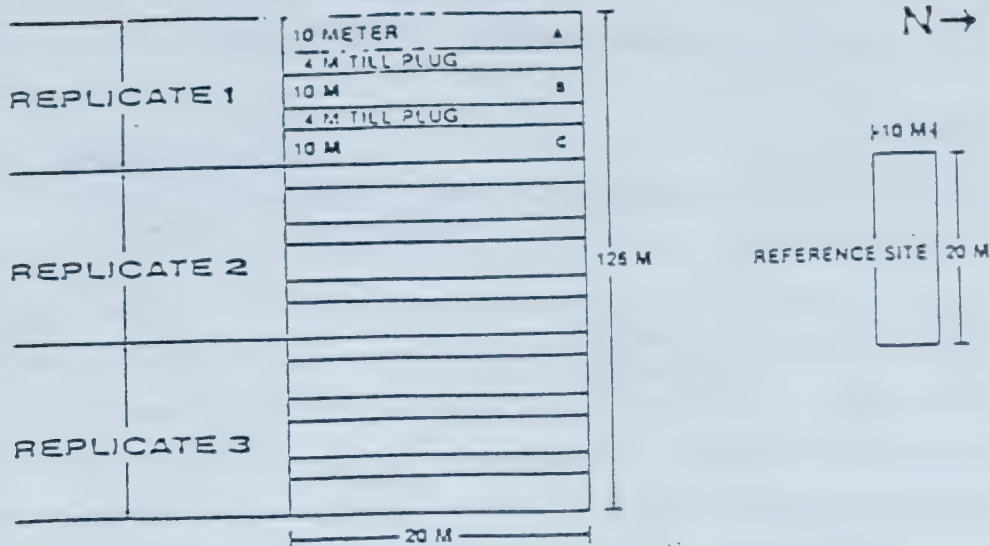 N
10 METER A
4 M TILL PLUG
REPLICATE 1
10 M B
4 M TILL PLUG
10 M C
10 M
REPLICATE 2
125 M
REFERENCE SITE
20 M
REPLICATE 3
20 M